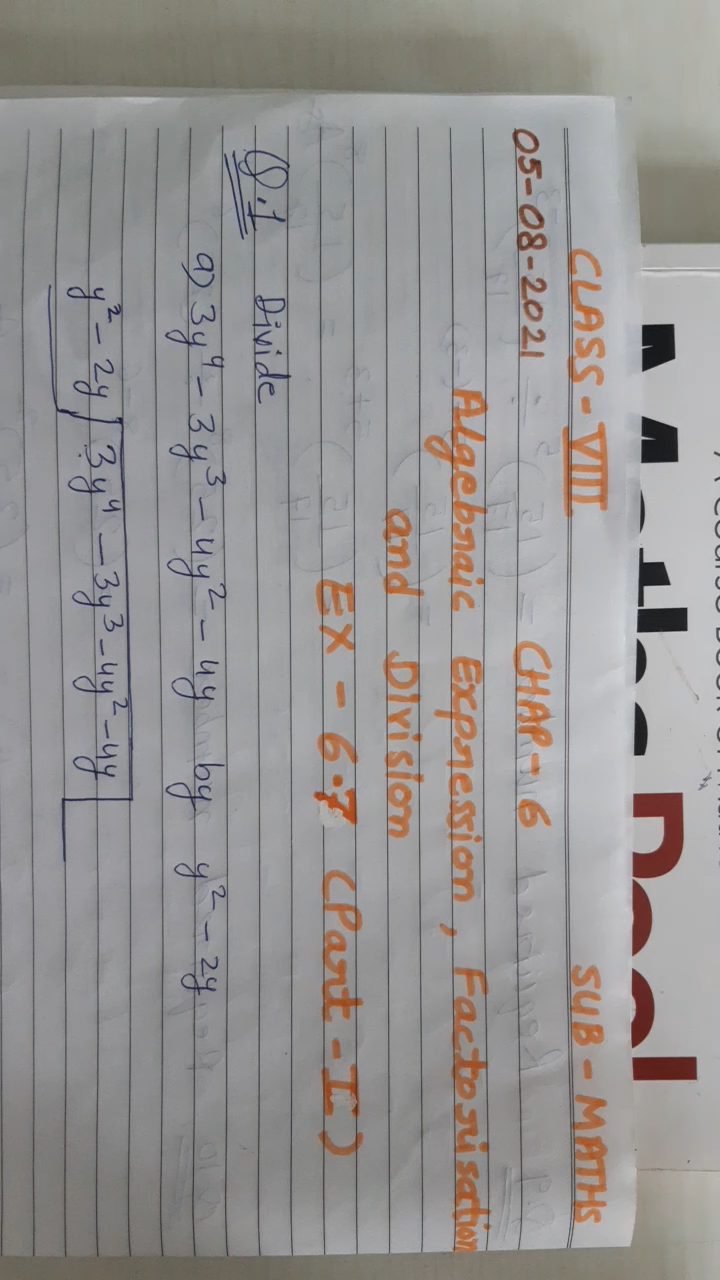 CLASS-VIII SUB-MATHS
05-08-2021 CHAP-6
Algebraic Expression, Factorisation
and Division
EX-6.7 (Part-I)
Q.1 Divide
a) 3y⁴ - 3y³ - 4y² - 4y by y² - 2y
y² - 2y) 3y⁴ - 3y³ - 4y² - 4y